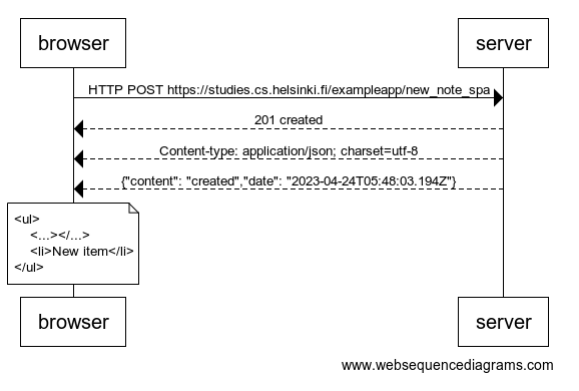 browser
server
HTTP POST https://studies.cs.helsinki.fi/exampleapp/new_note_spa
201 created
Content-type: application/json; charset=utf-8
{"content": "created","date": "2023-04-24T05:48:03.194Z"}
<ul>
<...></...>
<li>New item</li>
</ul>
browser
server
www.websequencediagrams.com